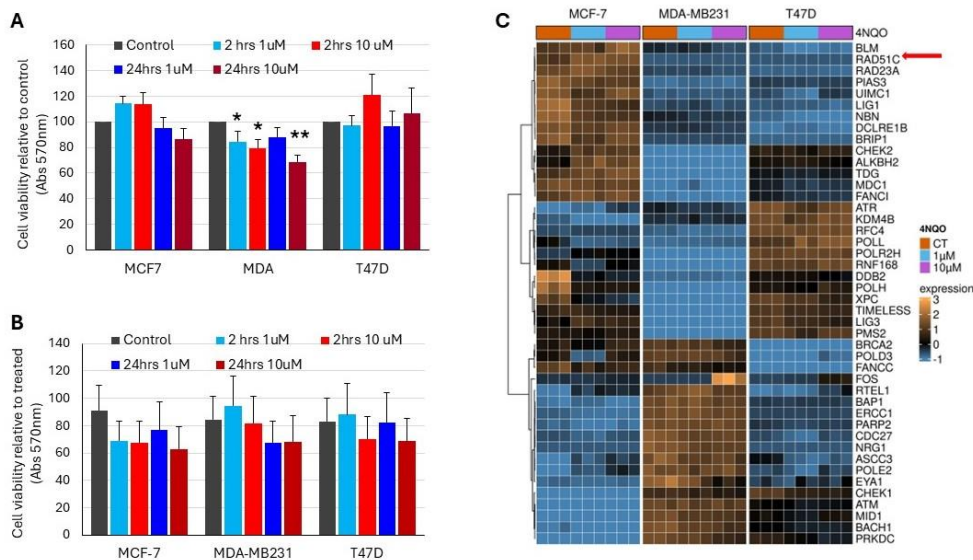 A
Cell viability relative to control
(Abs 570nm)
160
140
120
100
80
60
40
20
0
Control
2 hrs 1uM
2hrs 10 uM
24hrs 1uM
24hrs 10uM
*
*
**
MCF7
MDA
T47D
B
Cell viability relative to treated
(Abs 570nm)
140
120
100
80
60
40
20
0
Control
2 hrs 1uM
2hrs 10 uM
24hrs 1uM
24hrs 10uM
MCF-7
MDA-MB231
T47D
C
MCF-7
MDA-MB231
T47D
4NQO
BLM
RAD51C
RAD23A
PIAS3
UIMC1
LIG1
NBN
DCLRE1B
BRIP1
CHEK2
ALKBH2
TDG
MDC1
FANCI
ATR
KDM4B
RFC4
POLL
POLR2H
RNF168
DDB2
POLH
XPC
TIMELESS
LIG3
PMS2
BRCA2
POLD3
FANCC
FOS
RTEL1
BAP1
ERCC1
PARP2
CDC27
NRG1
ASCC3
POLE2
EYA1
CHEK1
ATM
MID1
BACH1
PRKDC
4NQO
CT
1µM
10µM
expression
3
2
1
0
-1